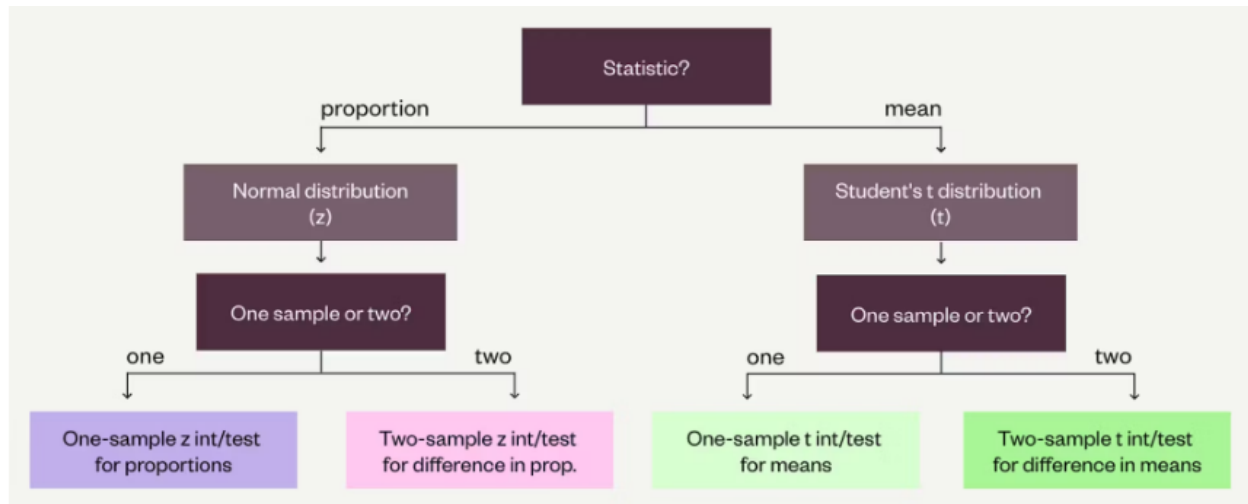 Statistic?
proportion
mean
Normal distribution
(z)
Student's t distribution
(t)
One sample or two?
One sample or two?
one
two
one
two
One-sample z int/test
for proportions
Two-sample z int/test
for difference in prop.
One-sample t int/test
for means
Two-sample t int/test
for difference in means